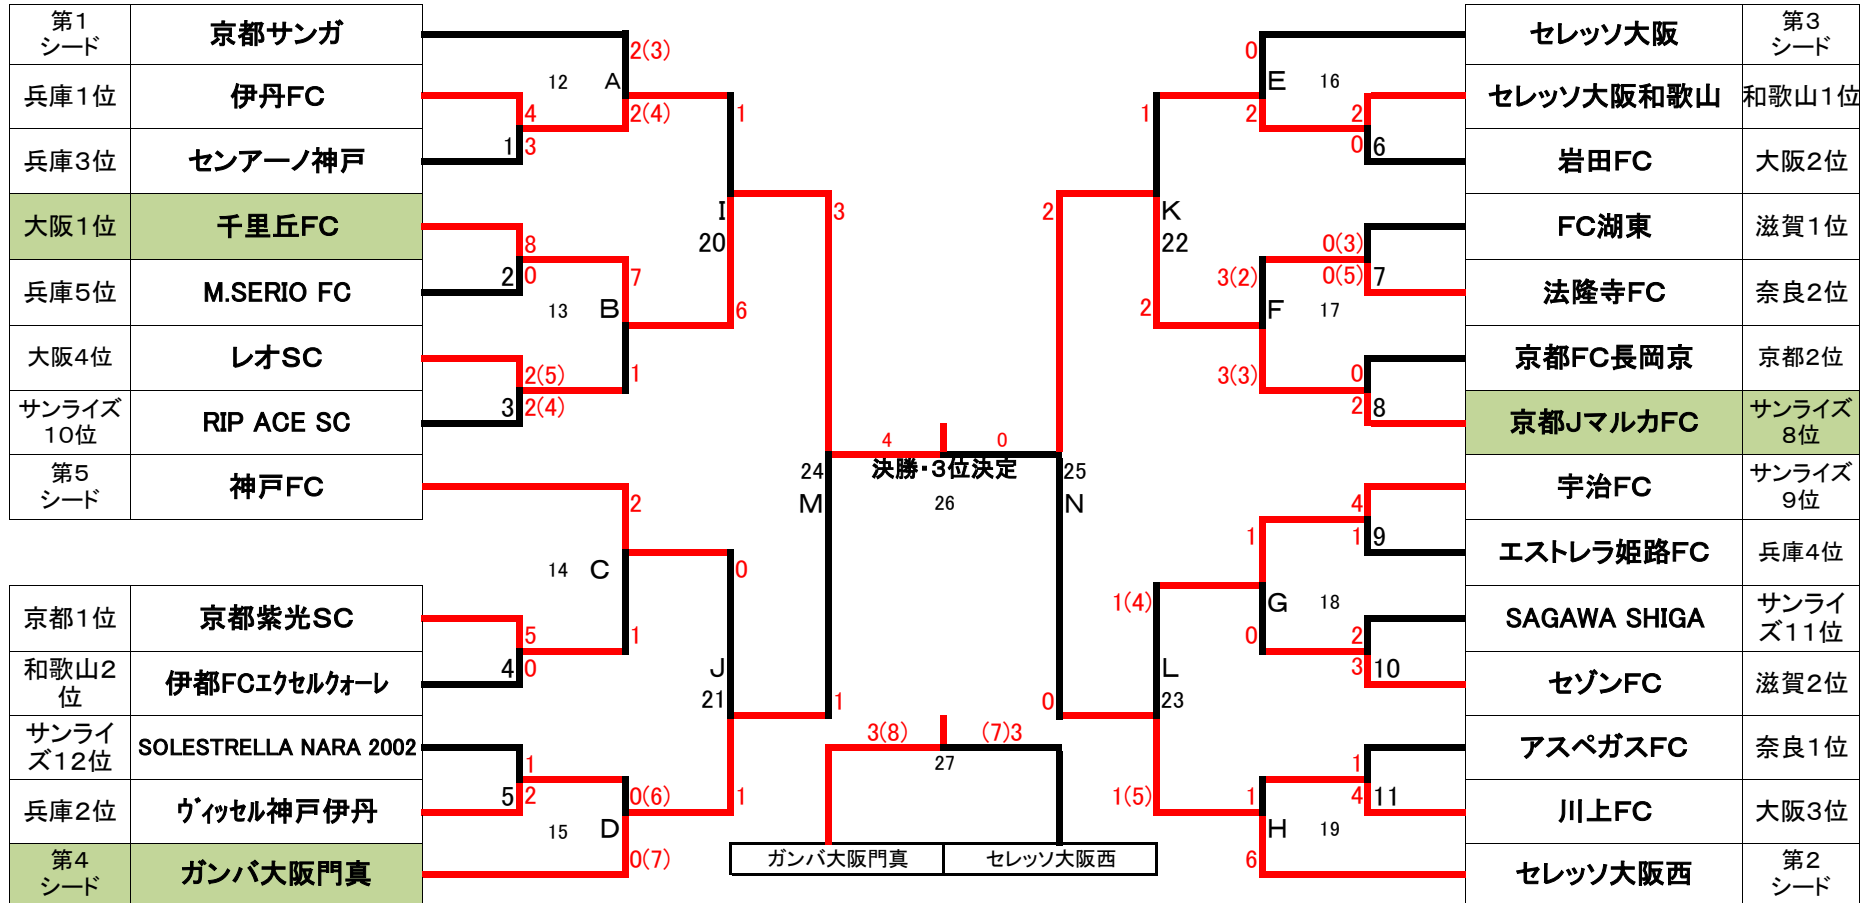 第1
シード
京都サンガ
兵庫1位
伊丹FC
兵庫3位
センアーノ神戸
大阪1位
千里丘FC
兵庫5位
M.SERIO FC
大阪4位
レオSC
サンライズ
10位
RIP ACE SC
第5
シード
神戸FC
京都1位
京都紫光SC
和歌山2
位
伊都FCエクセルクォーレ
サンライ
ズ12位
SOLESTRELLA NARA 2002
兵庫2位
ヴィッセル神戸伊丹
第4
シード
ガンバ大阪門真
4
1 3
8
2 0
2(5)
3 2(4)
5
4 0
1
5 2
2(3)
12 A
2(4)
7
13 B
1
2
14 C
1
0(6)
15 D
0(7)
1
I
20
6
0
J
21
1
3
24
M
1
4 0
決勝・3位決定
26
3(8) (7)3
27
ガンバ大阪門真 セレッソ大阪西
2
25
N
0
1
K
22
2
1(4)
L
23
1(5)
0
E 16
2
3(2)
F 17
3(3)
1
G 18
0
1
H 19
6
2
0 6
0(3)
0(5) 7
0
2 8
4
1 9
2
3 10
1
4 11
セレッソ大阪
第3
シード
セレッソ大阪和歌山
和歌山1位
岩田FC
大阪2位
FC湖東
滋賀1位
法隆寺FC
奈良2位
京都FC長岡京
京都2位
京都Jマルカ FC
サンライズ
8位
宇治FC
サンライズ
9位
エストレラ姫路FC
兵庫4位
SAGAWA SHIGA
サンライ
ズ11位
セゾンFC
滋賀2位
アスペガスFC
奈良1位
川上FC
大阪3位
セレッソ大阪西
第2
シード